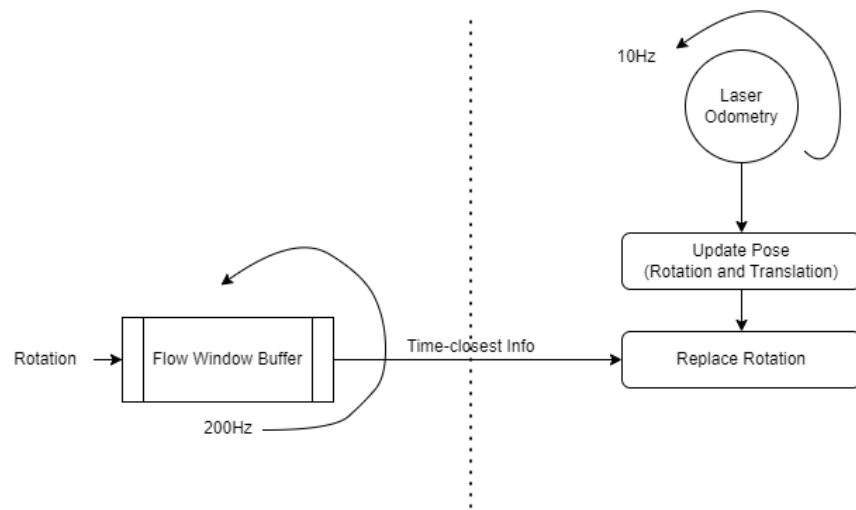 10Hz
Laser
Odometry
Update Pose
(Rotation and Translation)
Rotation
Flow Window Buffer
Time-closest Info
Replace Rotation
200Hz